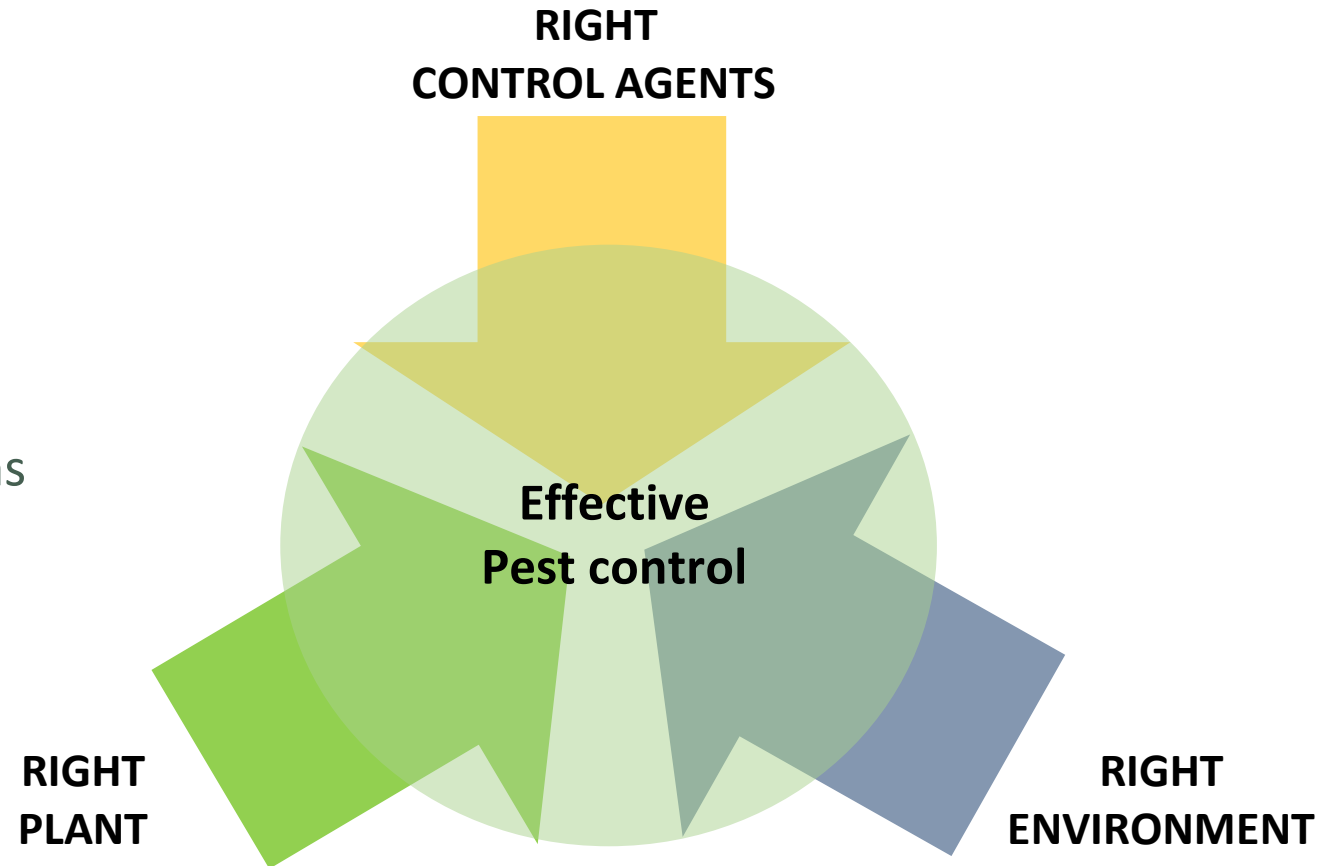 RIGHT
CONTROL AGENTS
Effective
Pest control
RIGHT
PLANT
RIGHT
ENVIRONMENT